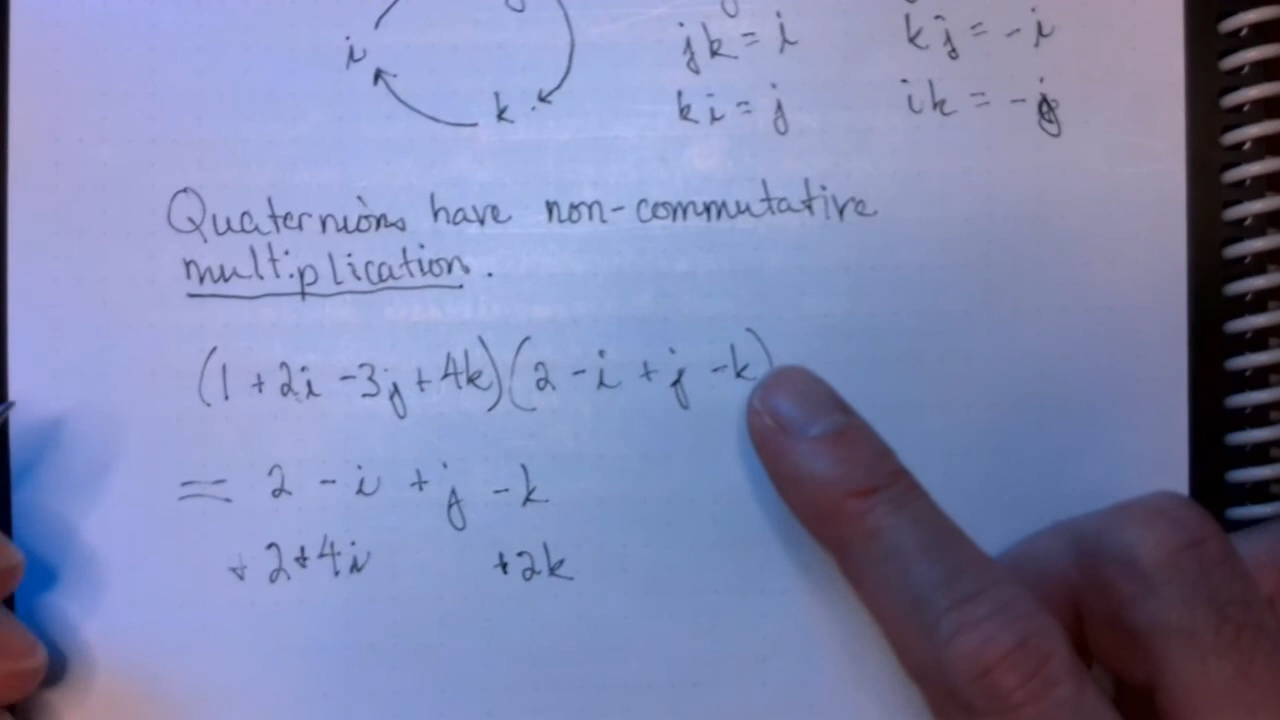 jk = i kj = -i
i
k
ki = j ik = -j
Quaternions have non-commutative
multiplication.
(1 + 2i - 3j + 4k)(2 - i + j - k)
= 2 - i + j - k
+ 2 + 4i + 2k